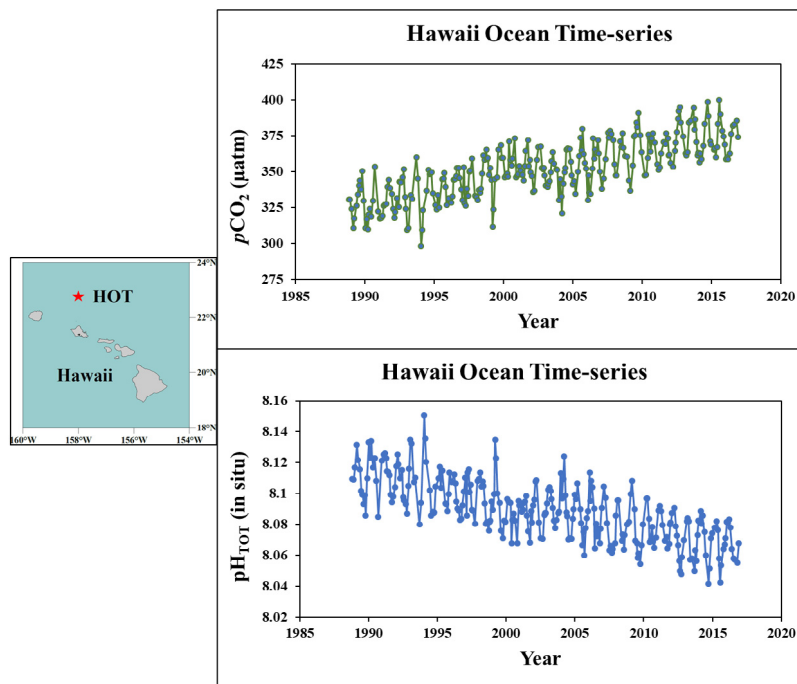 Hawaii Ocean Time-series
425
400
375
350
325
300
275
pCO₂ (µatm)
1985 1990 1995 2000 2005 2010 2015 2020
Year
24°N
22°N
20°N
18°N
160°W 158°W 156°W 154°W
HOT
Hawaii
Hawaii Ocean Time-series
8.16
8.14
8.12
8.1
8.08
8.06
8.04
8.02
pH_TOT (in situ)
1985 1990 1995 2000 2005 2010 2015 2020
Year